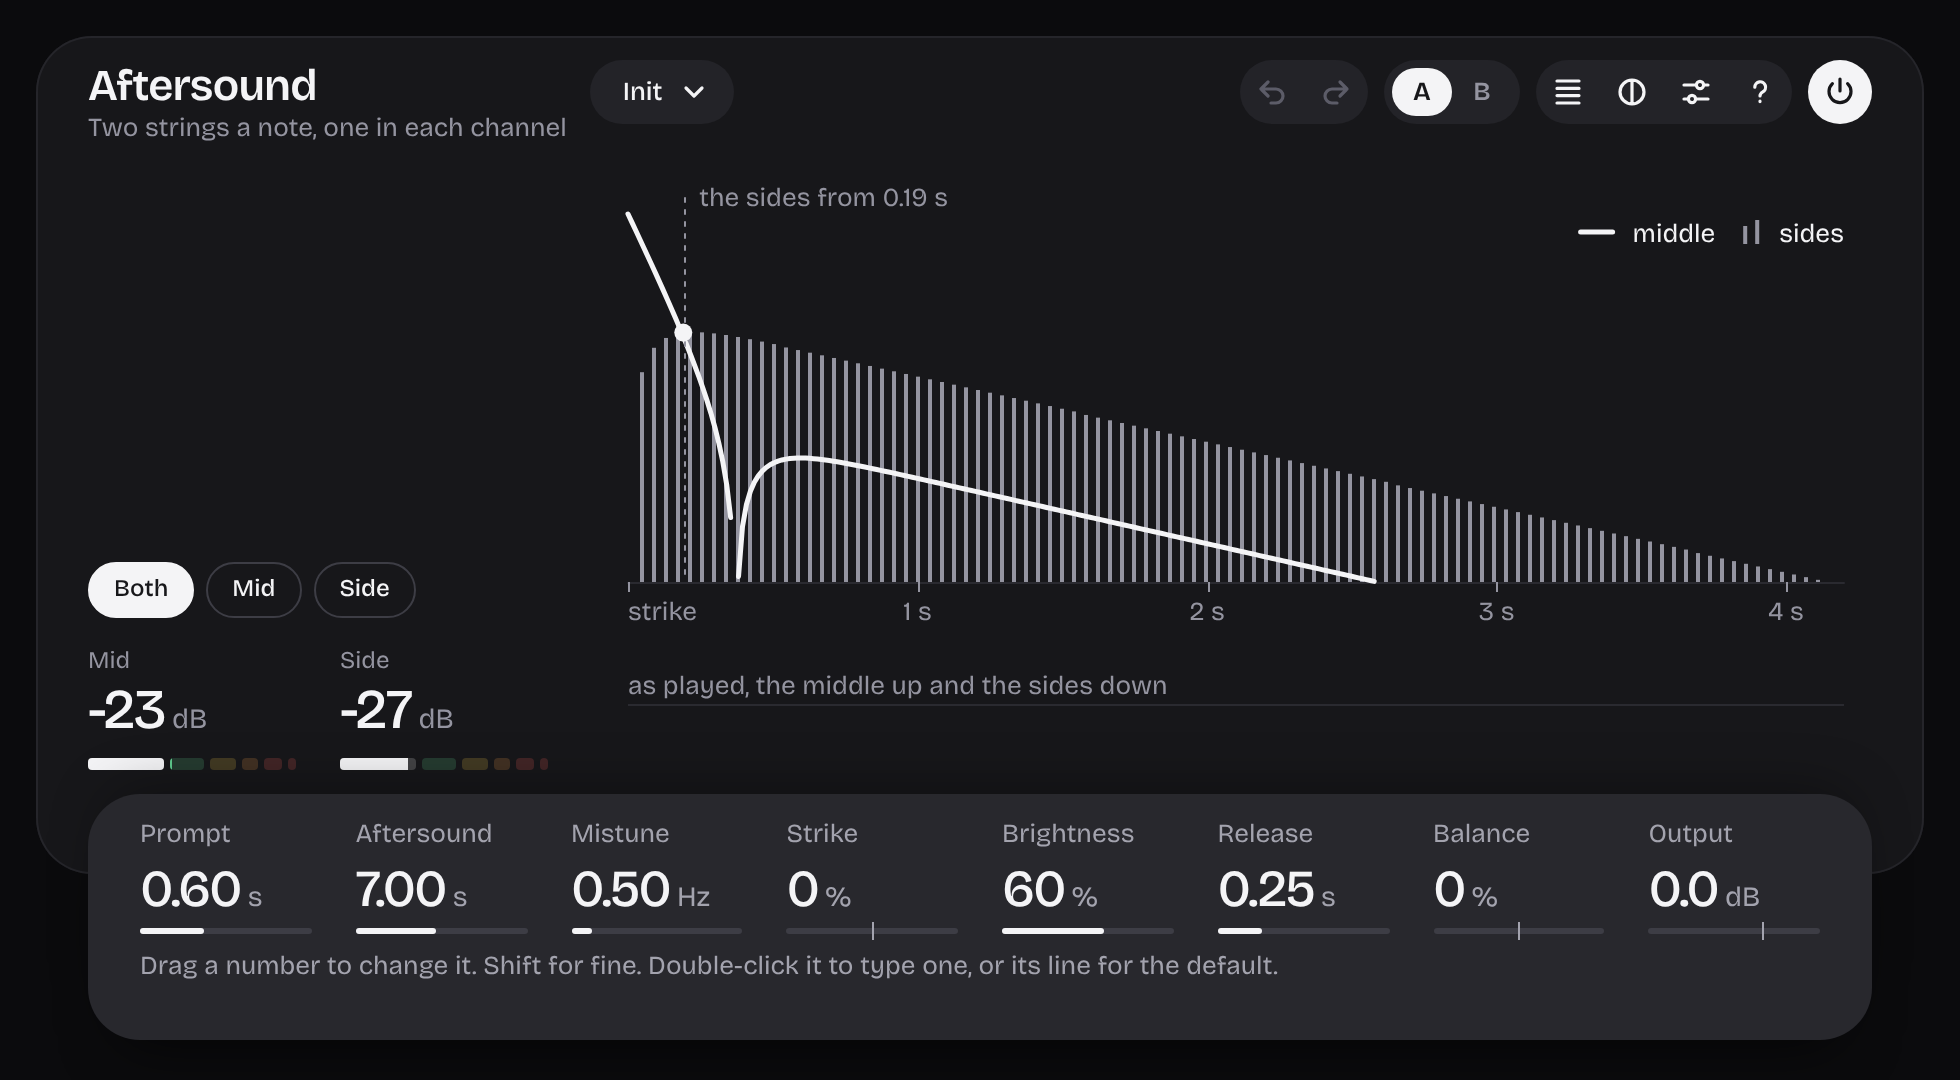 Aftersound
Two strings a note, one in each channel
Init
A B ?
the sides from 0.19 s
middle sides
strike 1 s 2 s 3 s 4 s
as played, the middle up and the sides down
Both Mid Side
Mid Side
-23 dB -27 dB
Prompt Aftersound Mistune Strike Brightness Release Balance Output
0.60 s 7.00 s 0.50 Hz 0 % 60 % 0.25 s 0 % 0.0 dB
Drag a number to change it. Shift for fine. Double-click it to type one, or its line for the default.